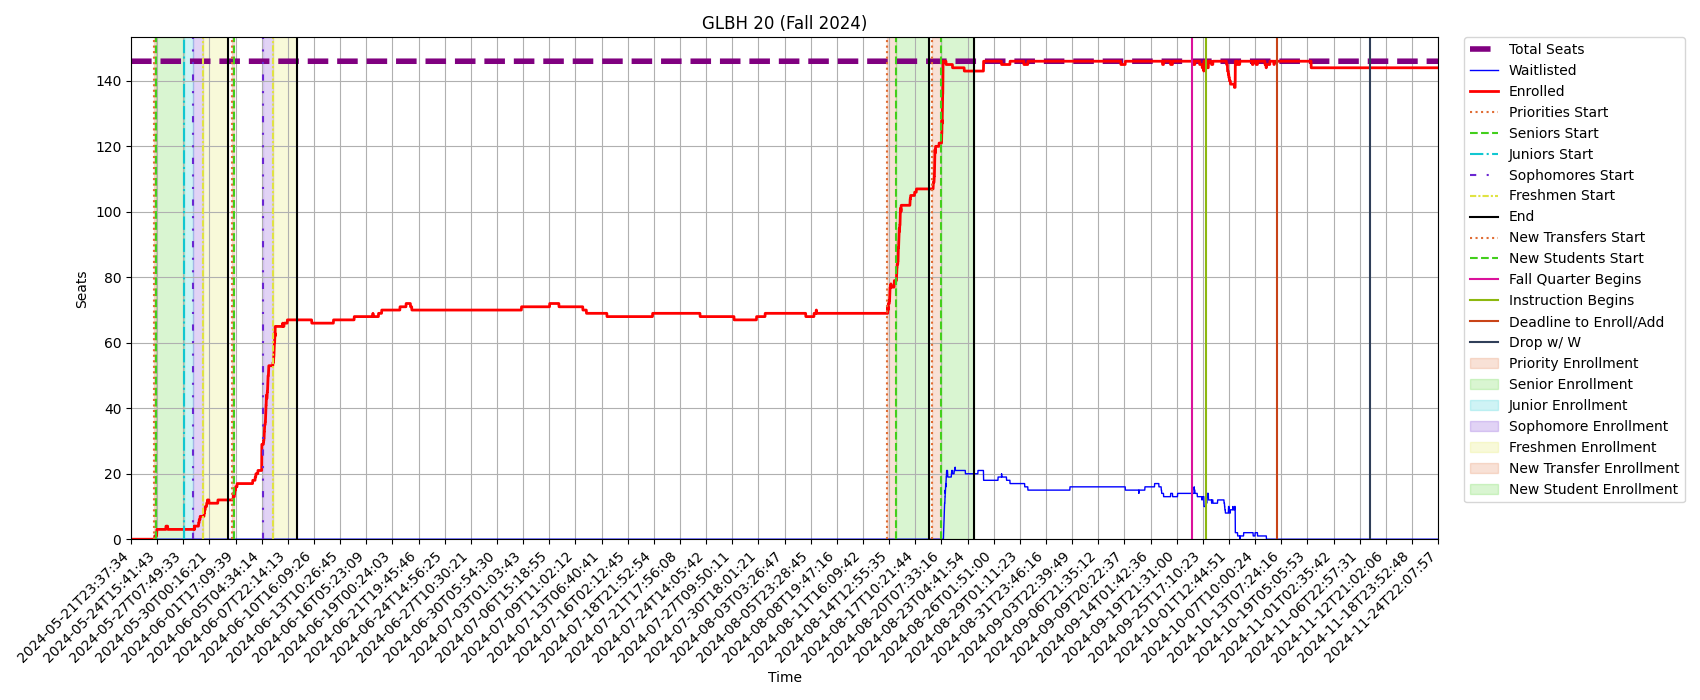 GLBH 20 (Fall 2024)
Seats
140
120
100
80
60
40
20
0
2024-05-21T23:37:34
2024-05-24T15:41:43
2024-05-27T07:49:33
2024-05-30T00:16:21
2024-06-01T17:09:39
2024-06-05T04:34:14
2024-06-07T22:14:13
2024-06-10T16:09:26
2024-06-13T10:26:45
2024-06-16T05:23:09
2024-06-19T00:24:03
2024-06-21T19:45:46
2024-06-24T14:56:25
2024-06-27T10:30:21
2024-06-30T05:54:30
2024-07-03T01:03:43
2024-07-06T15:18:55
2024-07-09T11:02:12
2024-07-13T06:40:41
2024-07-16T02:12:45
2024-07-18T21:52:54
2024-07-21T17:56:08
2024-07-24T14:05:42
2024-07-27T09:50:11
2024-07-30T18:01:21
2024-08-03T03:26:47
2024-08-05T23:28:45
2024-08-08T19:47:16
2024-08-11T16:09:42
2024-08-14T12:55:35
2024-08-17T10:21:44
2024-08-20T07:33:16
2024-08-23T04:41:54
2024-08-26T01:51:00
2024-08-29T01:11:23
2024-08-31T23:46:16
2024-09-03T22:39:49
2024-09-06T21:35:12
2024-09-09T20:22:37
2024-09-14T01:42:36
2024-09-19T21:31:00
2024-09-25T17:10:23
2024-10-01T12:44:51
2024-10-07T10:00:24
2024-10-13T07:24:16
2024-10-19T05:05:53
2024-11-01T02:35:42
2024-11-06T22:57:31
2024-11-12T21:02:06
2024-11-18T23:52:48
2024-11-24T22:07:57
Time
Total Seats
Waitlisted
Enrolled
Priorities Start
Seniors Start
Juniors Start
Sophomores Start
Freshmen Start
End
New Transfers Start
New Students Start
Fall Quarter Begins
Instruction Begins
Deadline to Enroll/Add
Drop w/ W
Priority Enrollment
Senior Enrollment
Junior Enrollment
Sophomore Enrollment
Freshmen Enrollment
New Transfer Enrollment
New Student Enrollment